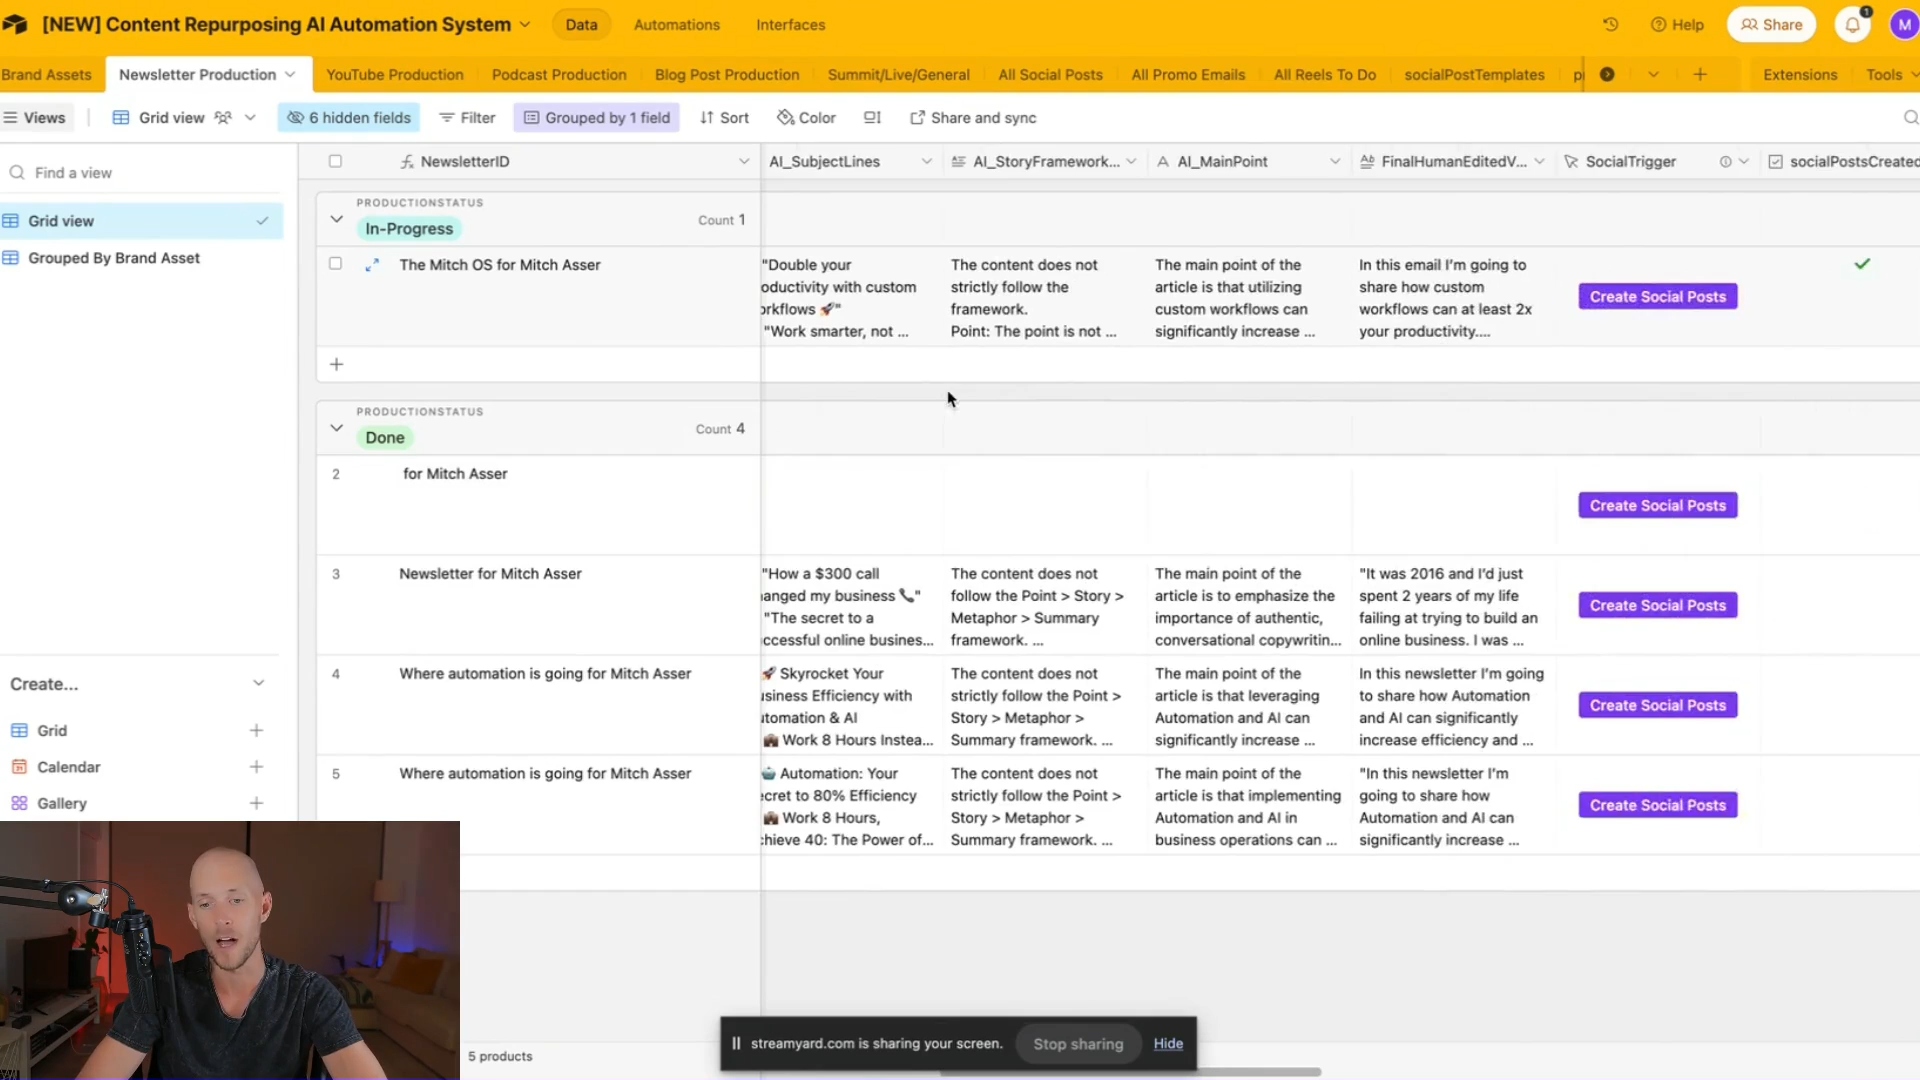 [NEW] Content Repurposing AI Automation System
Data
Automations
Interfaces
Help
Share
1
M
Brand Assets
Newsletter Production
YouTube Production
Podcast Production
Blog Post Production
Summit/Live/General
All Social Posts
All Promo Emails
All Reels To Do
socialPostTemplates
Extensions
Tools
Views
Grid view
6 hidden fields
Filter
Grouped by 1 field
Sort
Color
Share and sync
Find a view
Grid view
Grouped By Brand Asset
NewsletterID
AI_SubjectLines
AI_StoryFramework...
AI_MainPoint
FinalHumanEditedV...
SocialTrigger
socialPostsCreated
PRODUCTIONSTATUS
In-Progress
Count 1
The Mitch OS for Mitch Asser
"Double your
oductivity with custom
orkflows 🚀"
"Work smarter, not ...
The content does not
strictly follow the
framework.
Point: The point is not ...
The main point of the
article is that utilizing
custom workflows can
significantly increase ...
In this email I'm going to
share how custom
workflows can at least 2x
your productivity....
Create Social Posts
PRODUCTIONSTATUS
Done
Count 4
2
for Mitch Asser
Create Social Posts
3
Newsletter for Mitch Asser
"How a $300 call
anged my business 📞"
"The secret to a
ccessful online busines...
The content does not
follow the Point > Story >
Metaphor > Summary
framework. ...
The main point of the
article is to emphasize the
importance of authentic,
conversational copywritin...
"It was 2016 and I'd just
spent 2 years of my life
failing at trying to build an
online business. I was ...
Create Social Posts
4
Where automation is going for Mitch Asser
🚀 Skyrocket Your
usiness Efficiency with
utomation & AI
💼 Work 8 Hours Instea...
The content does not
strictly follow the Point >
Story > Metaphor >
Summary framework. ...
The main point of the
article is that leveraging
Automation and AI can
significantly increase ...
In this newsletter I'm going
to share how Automation
and AI can significantly
increase efficiency and ...
Create Social Posts
5
Where automation is going for Mitch Asser
🤖 Automation: Your
ecret to 80% Efficiency
💼 Work 8 Hours,
chieve 40: The Power of...
The content does not
strictly follow the Point >
Story > Metaphor >
Summary framework. ...
The main point of the
article is that implementing
Automation and AI in
business operations can ...
"In this newsletter I'm
going to share how
Automation and AI can
significantly increase ...
Create Social Posts
Create...
Grid
Calendar
Gallery
5 products
streamyard.com is sharing your screen.
Stop sharing
Hide